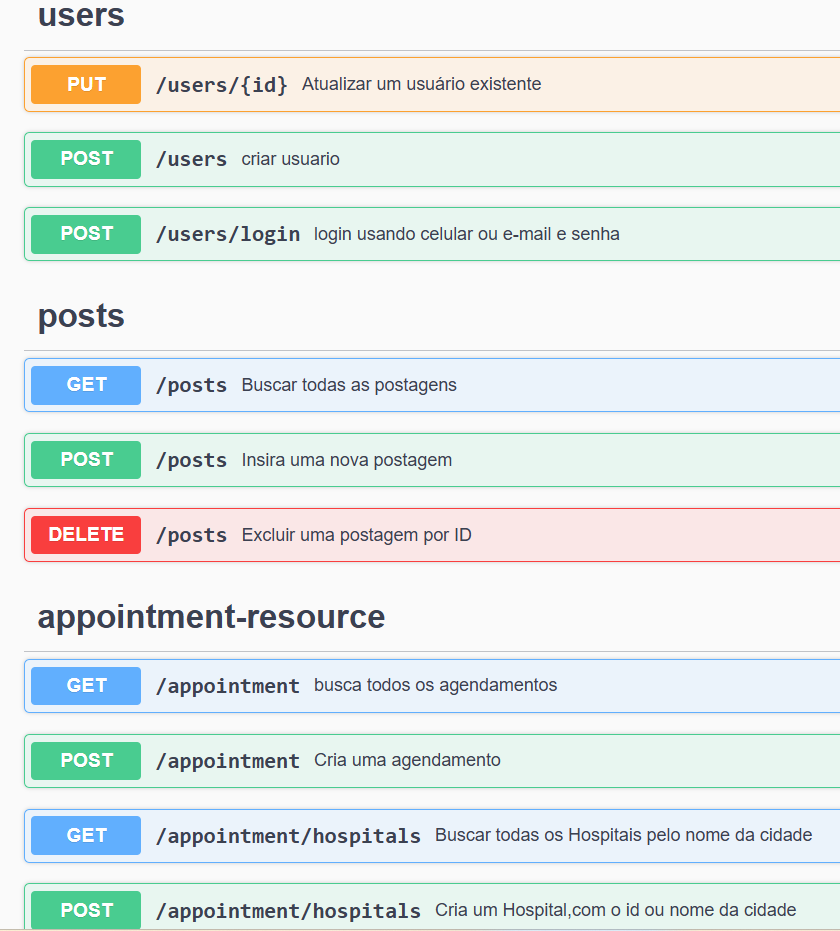 users
PUT /users/{id} Atualizar um usuário existente
POST /users criar usuario
POST /users/login login usando celular ou e-mail e senha
posts
GET /posts Buscar todas as postagens
POST /posts Insira uma nova postagem
DELETE /posts Excluir uma postagem por ID
appointment-resource
GET /appointment busca todos os agendamentos
POST /appointment Cria uma agendamento
GET /appointment/hospitals Buscar todas os Hospitais pelo nome da cidade
POST /appointment/hospitals Cria um Hospital,com o id ou nome da cidade